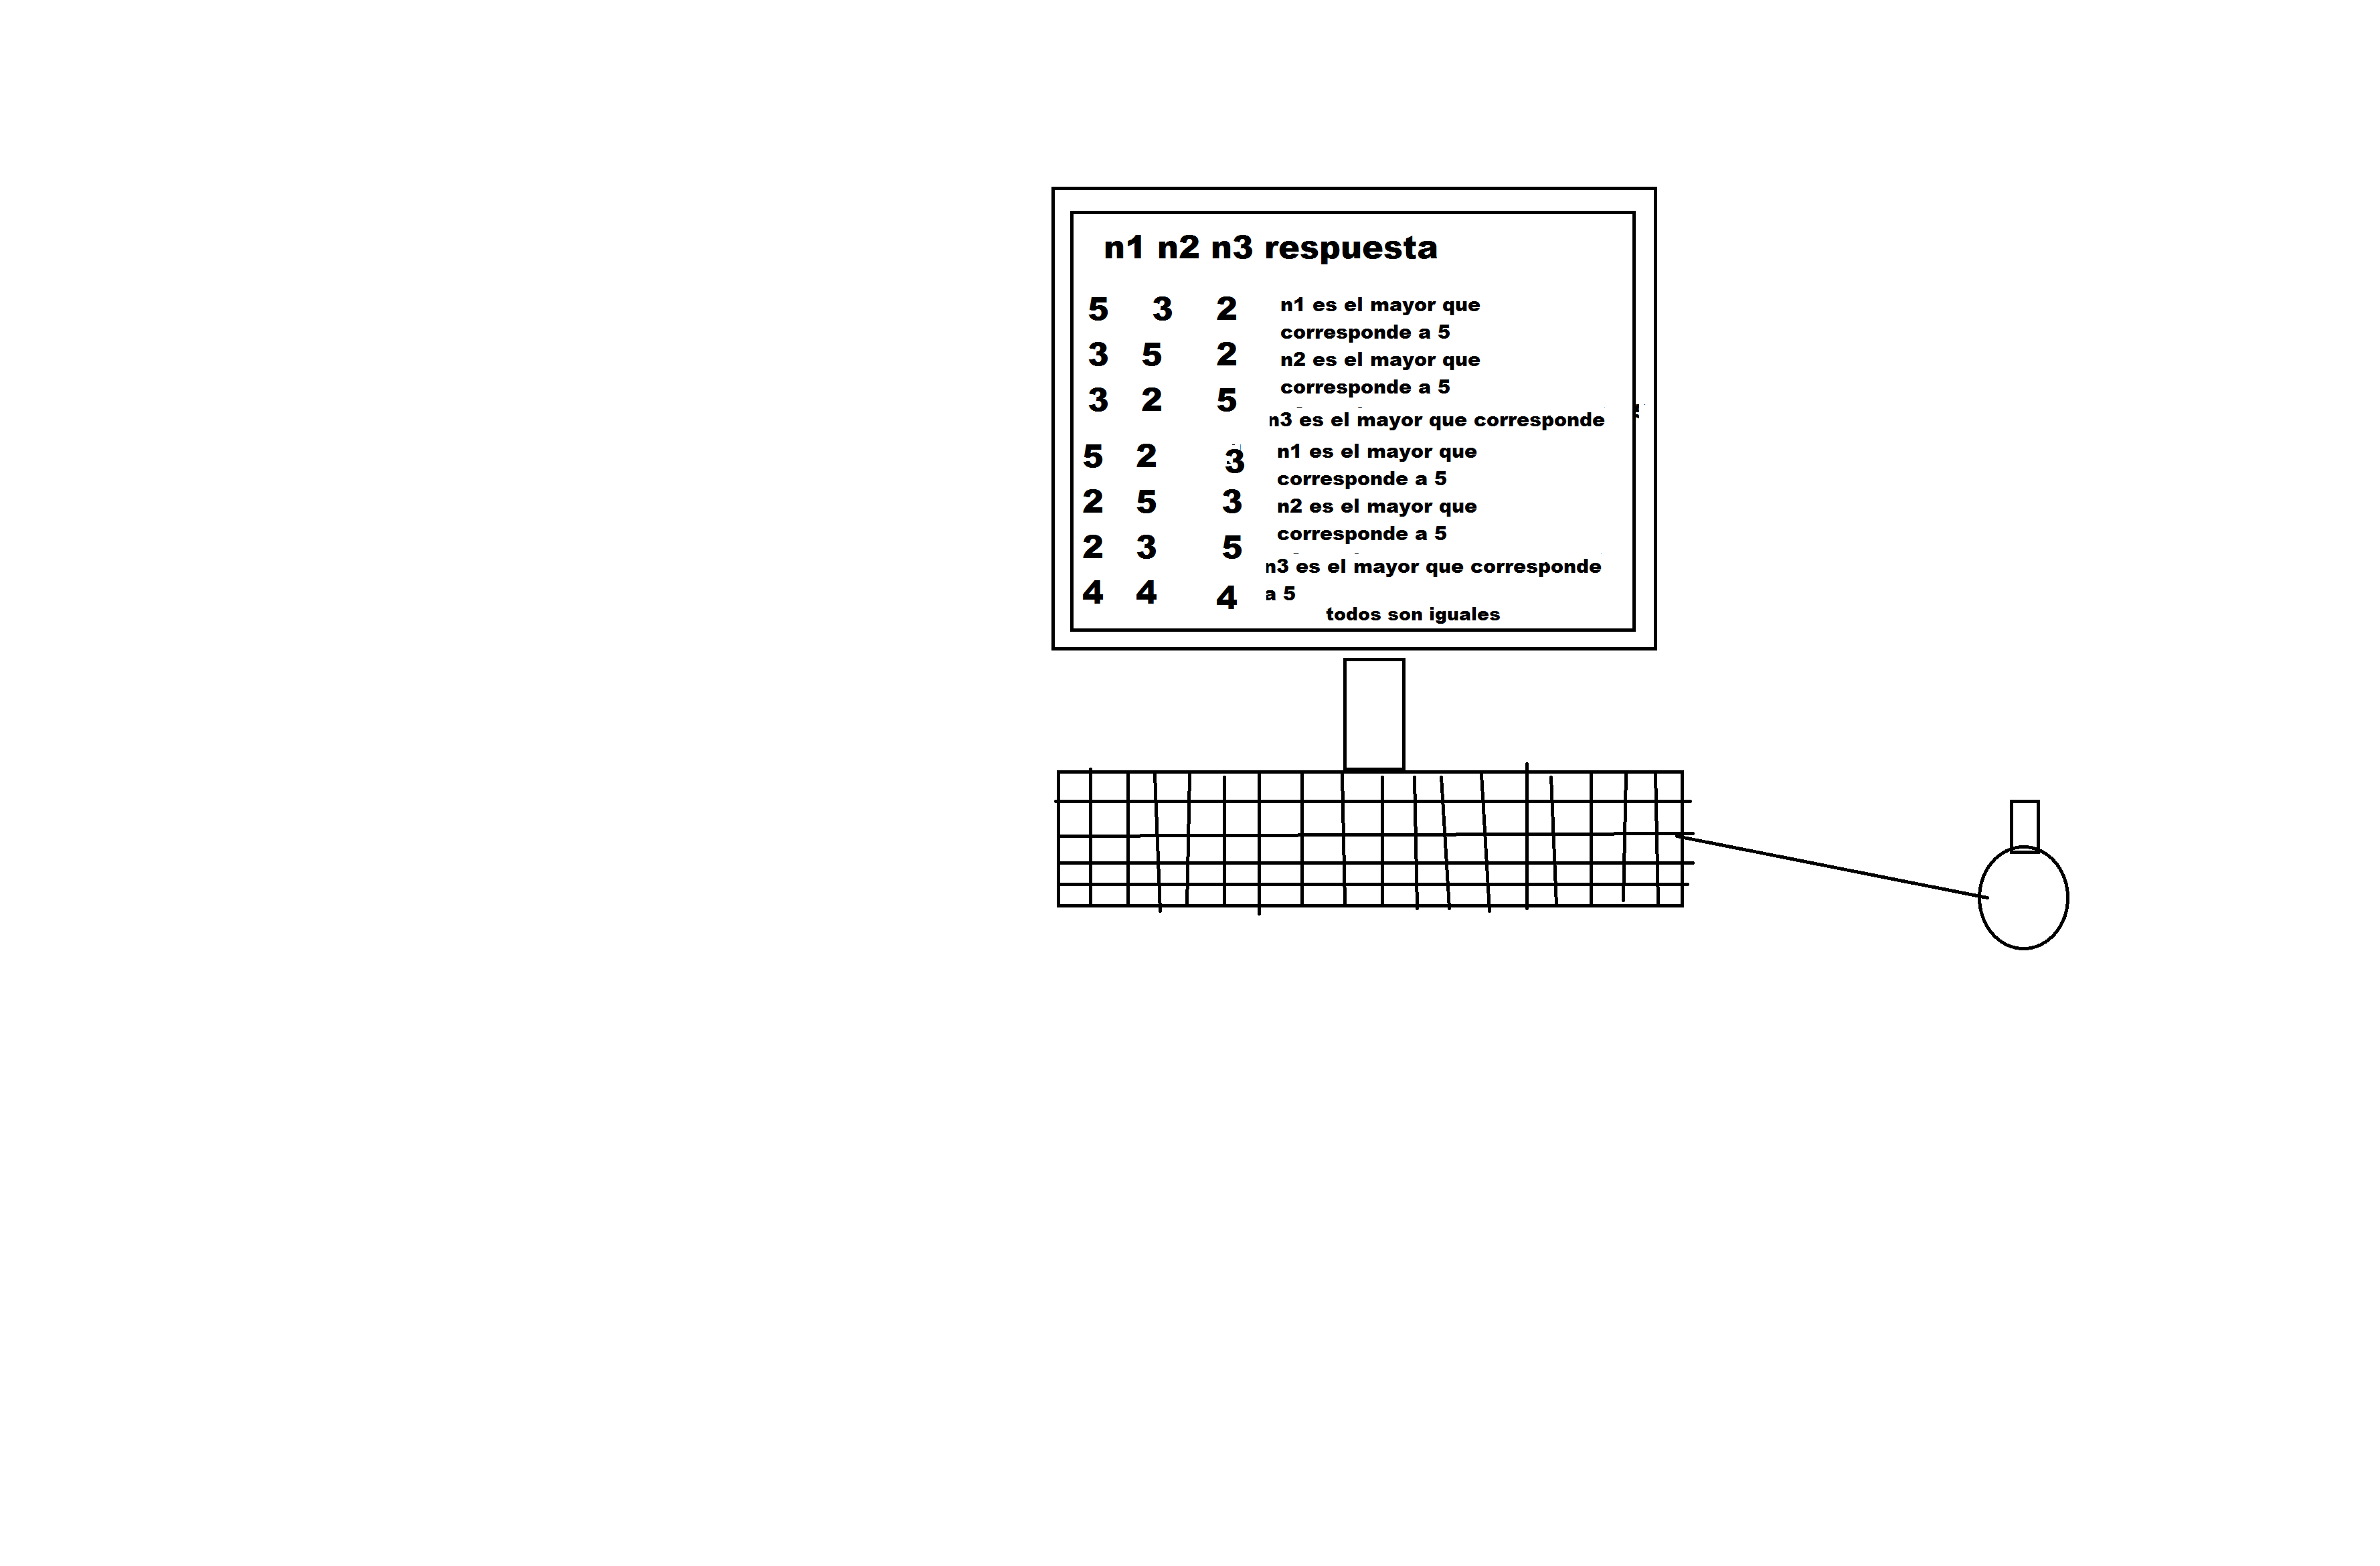 n1 n2 n3 respuesta
5 3 2 n1 es el mayor que
corresponde a 5
3 5 2 n2 es el mayor que
corresponde a 5
3 2 5 n3 es el mayor que corresponde
5 2 3 n1 es el mayor que
corresponde a 5
2 5 3 n2 es el mayor que
corresponde a 5
2 3 5 n3 es el mayor que corresponde
a 5
4 4 4 todos son iguales